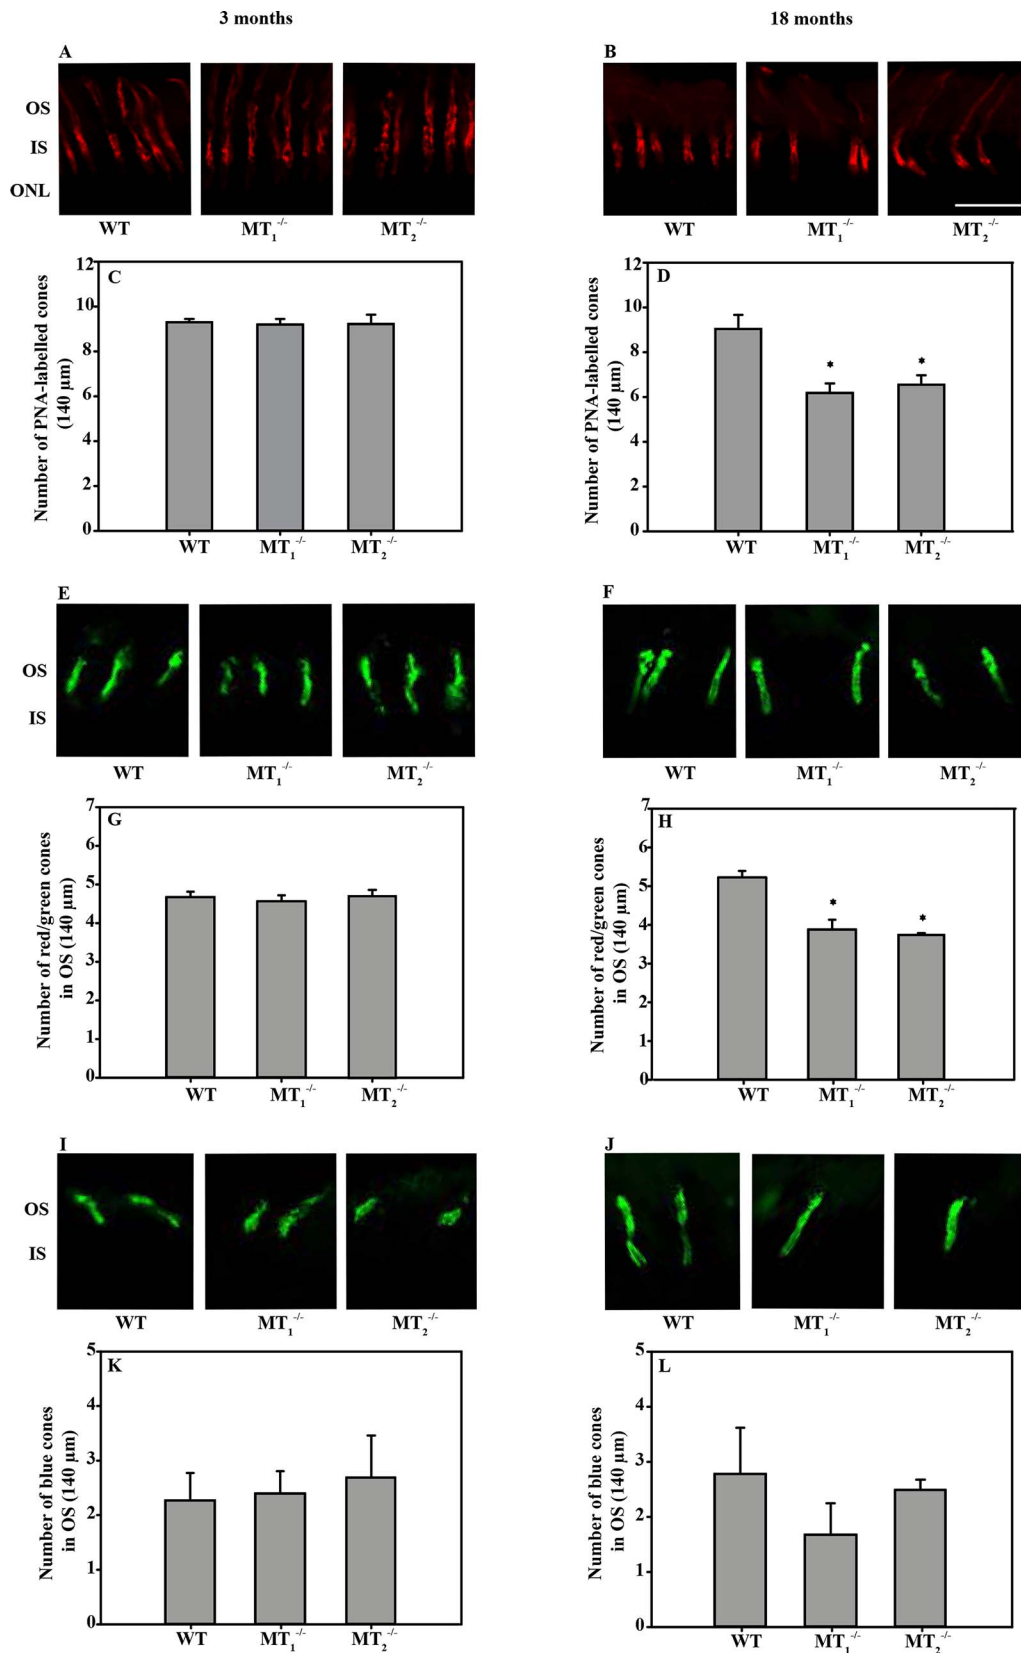 3 months 18 months
A B
OS
IS
ONL
WT MT₁⁻/⁻ MT₂⁻/⁻ WT MT₁⁻/⁻ MT₂⁻/⁻
C
Number of PNA-labelled cones
(140 µm)
12
10
8
6
4
2
0
WT MT₁⁻/⁻ MT₂⁻/⁻
D
Number of PNA-labelled cones
(140 µm)
12
10
8
6
4
2
0
* *
WT MT₁⁻/⁻ MT₂⁻/⁻
E F
OS
IS
WT MT₁⁻/⁻ MT₂⁻/⁻ WT MT₁⁻/⁻ MT₂⁻/⁻
G
Number of red/green cones
in OS (140 µm)
7
6
5
4
3
2
1
0
WT MT₁⁻/⁻ MT₂⁻/⁻
H
Number of red/green cones
in OS (140 µm)
7
6
5
4
3
2
1
0
* *
WT MT₁⁻/⁻ MT₂⁻/⁻
I J
OS
IS
WT MT₁⁻/⁻ MT₂⁻/⁻ WT MT₁⁻/⁻ MT₂⁻/⁻
K
Number of blue cones
in OS (140 µm)
5
4
3
2
1
0
WT MT₁⁻/⁻ MT₂⁻/⁻
L
Number of blue cones
in OS (140 µm)
5
4
3
2
1
0
WT MT₁⁻/⁻ MT₂⁻/⁻